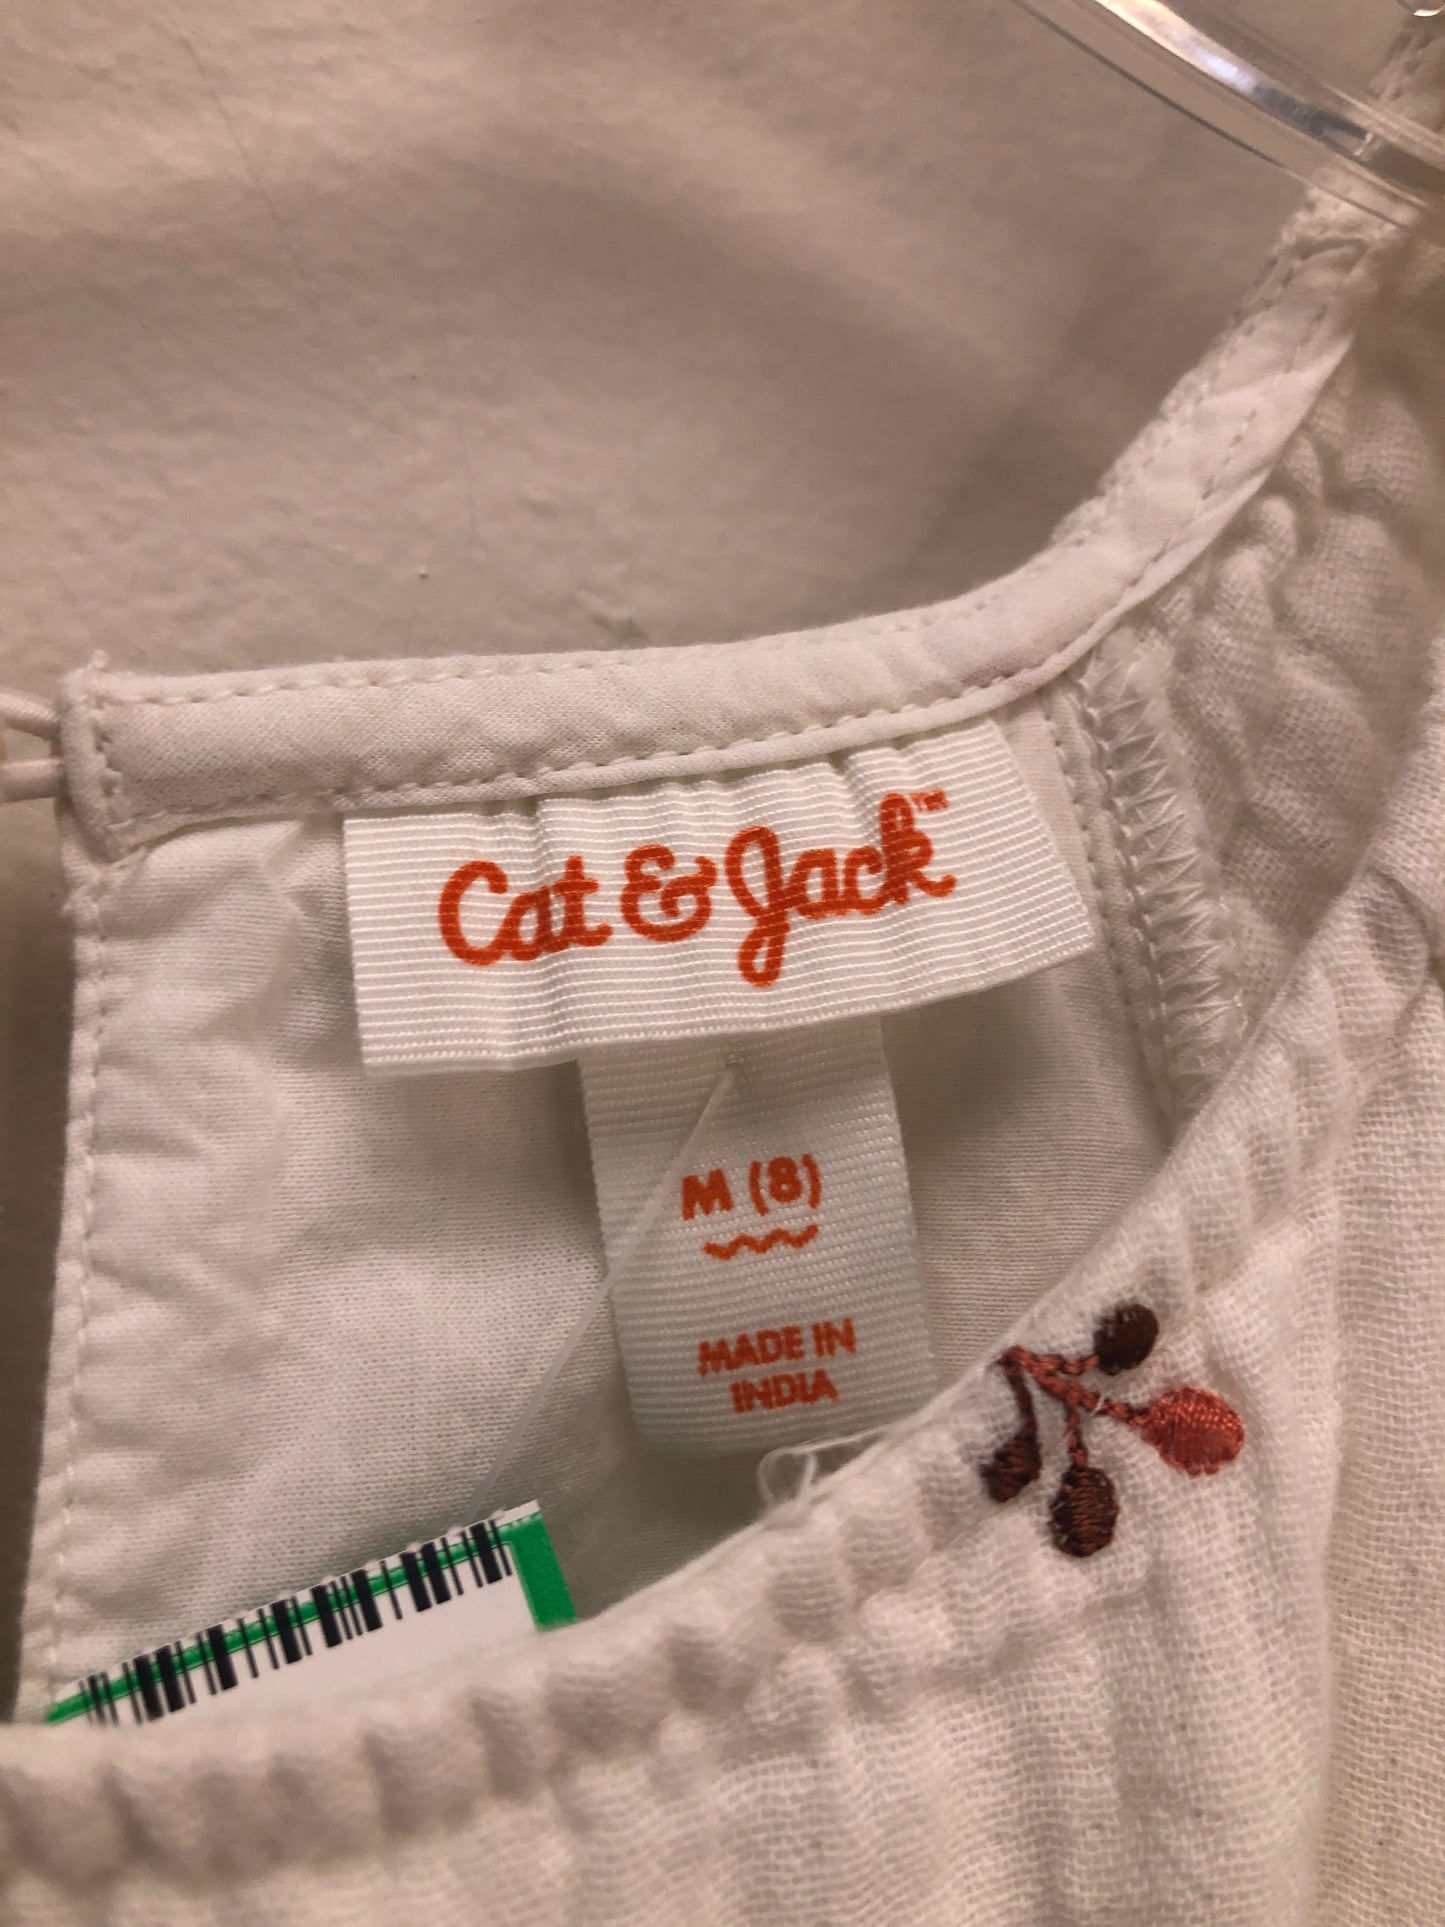 Cat & Jack™
M (8)
MADE IN
INDIA